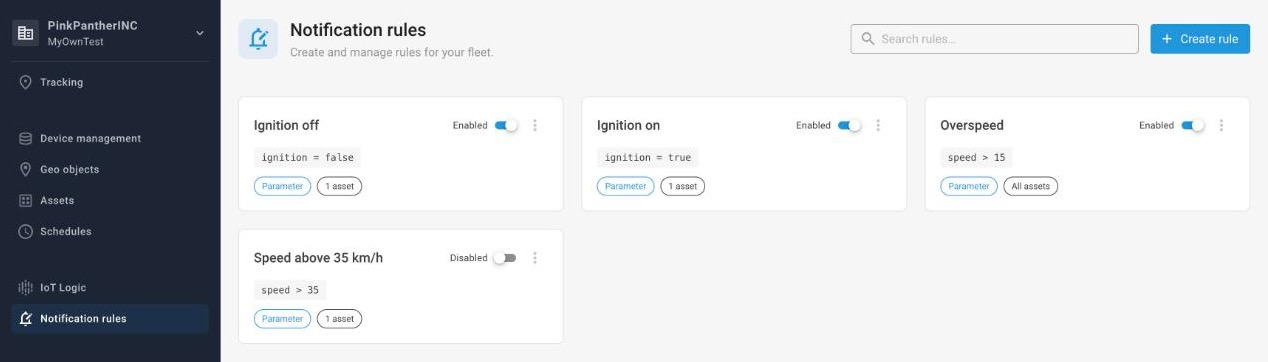 PinkPantherINC
MyOwnTest
Tracking
Device management
Geo objects
Assets
Schedules
IoT Logic
Notification rules
Notification rules
Create and manage rules for your fleet.
Search rules...
+ Create rule
Ignition off
Enabled
ignition = false
Parameter
1 asset
Ignition on
Enabled
ignition = true
Parameter
1 asset
Overspeed
Enabled
speed > 15
Parameter
All assets
Speed above 35 km/h
Disabled
speed > 35
Parameter
1 asset